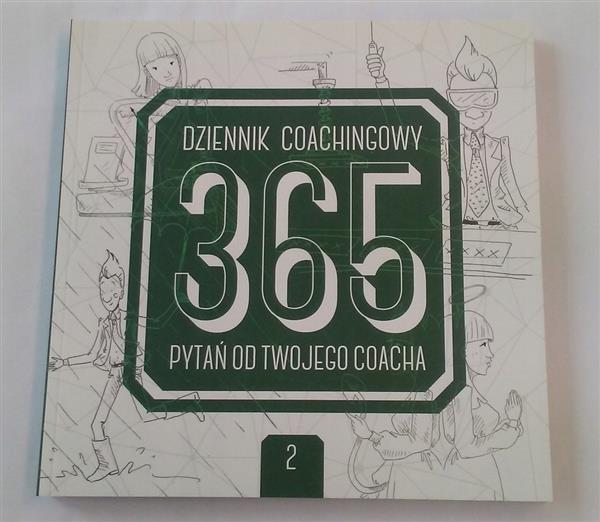 DZIENNIK COACHINGOWY
365
PYTAŃ OD TWOJEGO COACHA
2